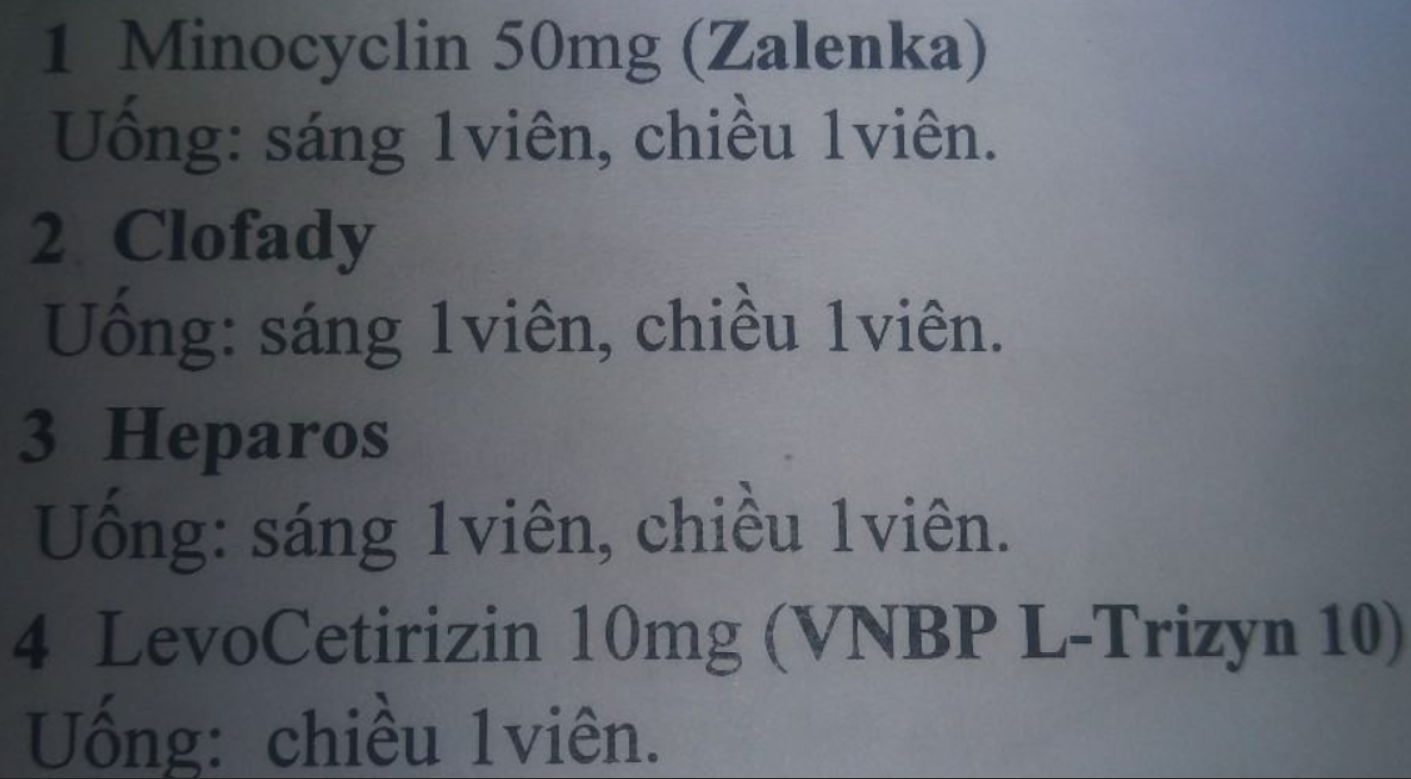 1 Minocyclin 50mg (Zalenka)
Uống: sáng 1viên, chiều 1viên.
2 Clofady
Uống: sáng 1viên, chiều 1viên.
3 Heparos
Uống: sáng 1viên, chiều 1viên.
4 LevoCetirizin 10mg (VNBP L-Trizyn 10)
Uống: chiều 1viên.